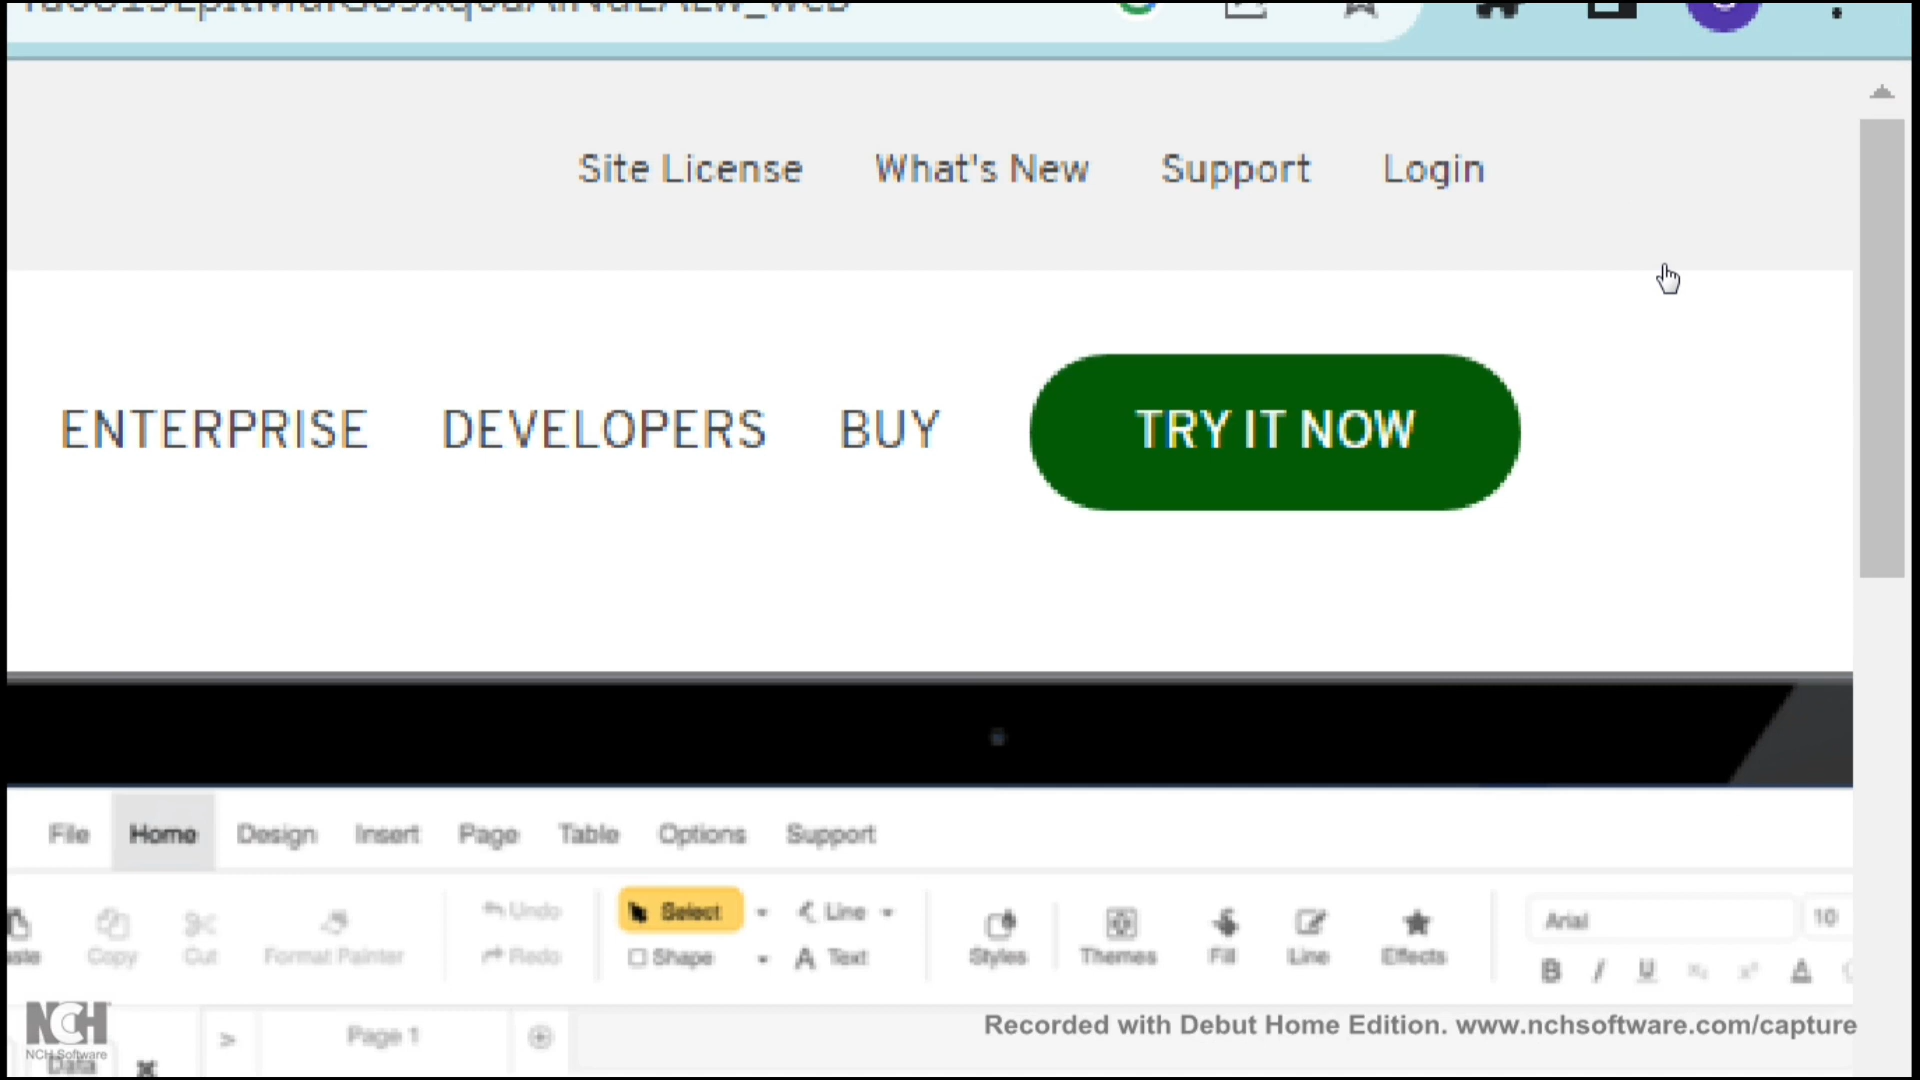 Site License What's New Support Login
ENTERPRISE DEVELOPERS BUY TRY IT NOW
File Home Design Insert Page Table Options Support
Undo Select Line Arial 10
Copy Cut Format Painter Redo Shape A Text Styles Themes Fill Line Effects
B I U A
NCH
NCH Software
> Page 1
Recorded with Debut Home Edition. www.nchsoftware.com/capture
Data